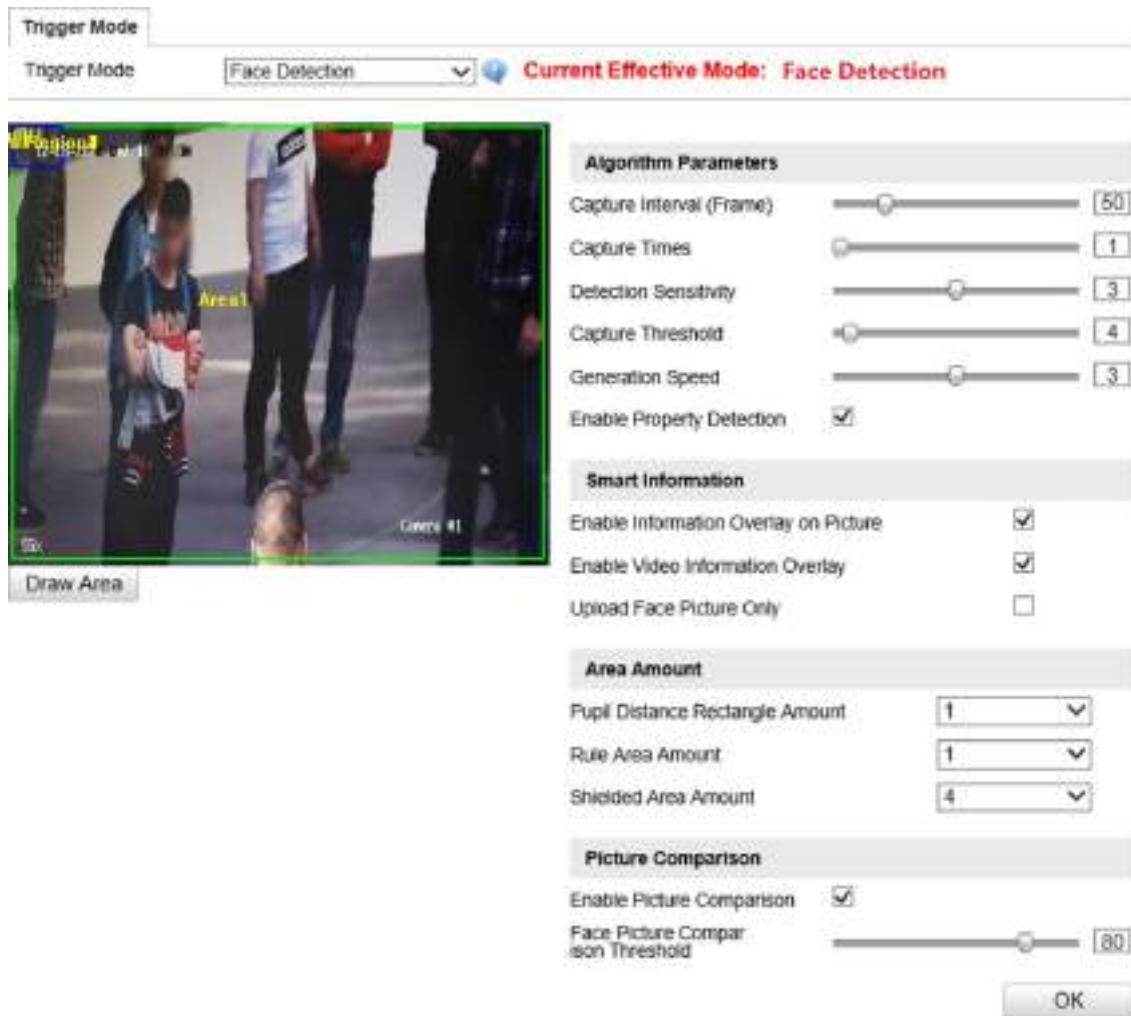 Trigger Mode
Trigger Mode Face Detection Current Effective Mode: Face Detection
Area1
Camera #1
Draw Area
Algorithm Parameters
Capture Interval (Frame) 50
Capture Times 1
Detection Sensitivity 3
Capture Threshold 4
Generation Speed 3
Enable Property Detection
Smart Information
Enable Information Overlay on Picture
Enable Video Information Overlay
Upload Face Picture Only
Area Amount
Pupil Distance Rectangle Amount 1
Rule Area Amount 1
Shielded Area Amount 4
Picture Comparison
Enable Picture Comparison
Face Picture Compar
ison Threshold 80
OK